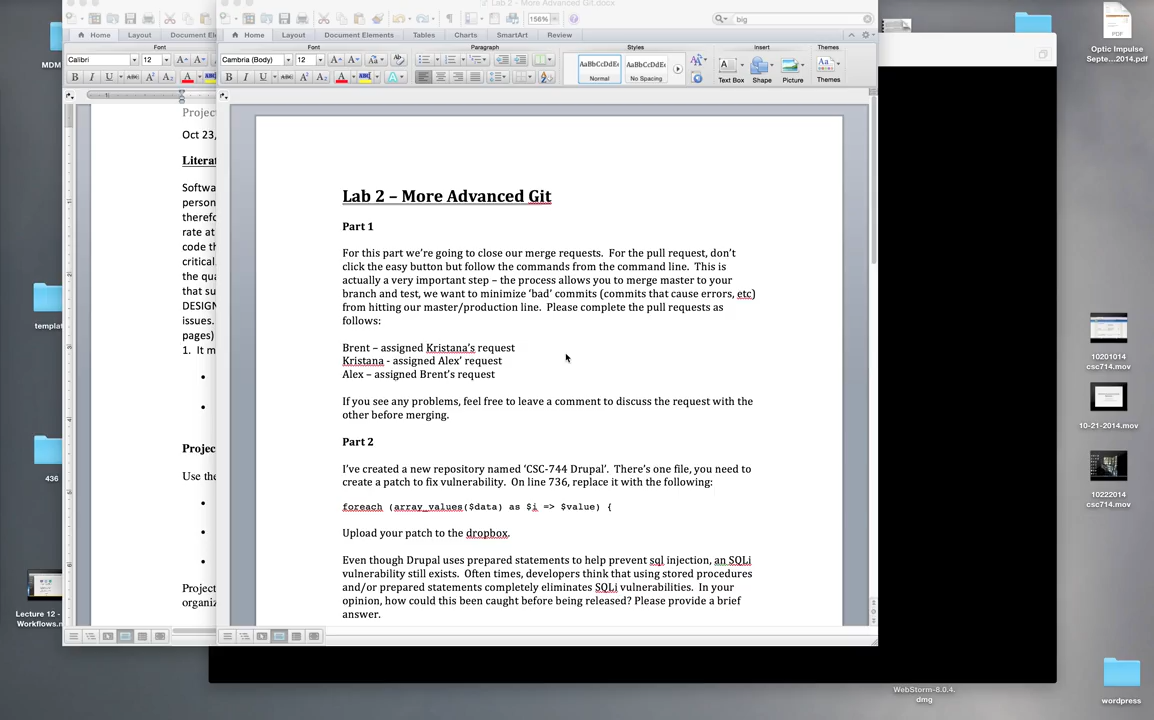 Lab 2 - More Advanced Git.docx
156%
big
Home
Layout
Document El
Home
Layout
Document Elements
Tables
Charts
SmartArt
Review
Font
Font
Paragraph
Styles
Insert
Themes
Calibri
12
Cambria (Body)
12
AaBbCcDdEe
AaBbCcDdEe
Normal
No Spacing
Text Box
Shape
Picture
Themes
Projec
Oct 23,
Literat
Softwa
person
therefo
rate at
code th
critical
the qua
that su
DESIGN
issues.
pages)
1. It m
Projec
Use the
Project
organiz
Lab 2 – More Advanced Git
Part 1
For this part we're going to close our merge requests. For the pull request, don't
click the easy button but follow the commands from the command line. This is
actually a very important step – the process allows you to merge master to your
branch and test, we want to minimize 'bad' commits (commits that cause errors, etc)
from hitting our master/production line. Please complete the pull requests as
follows:
Brent – assigned Kristana's request
Kristana - assigned Alex' request
Alex – assigned Brent's request
If you see any problems, feel free to leave a comment to discuss the request with the
other before merging.
Part 2
I've created a new repository named 'CSC-744 Drupal'. There's one file, you need to
create a patch to fix vulnerability. On line 736, replace it with the following:
foreach (array_values($data) as $i => $value) {
Upload your patch to the dropbox.
Even though Drupal uses prepared statements to help prevent sql injection, an SQLi
vulnerability still exists. Often times, developers think that using stored procedures
and/or prepared statements completely eliminates SQLi vulnerabilities. In your
opinion, how could this been caught before being released? Please provide a brief
answer.
MDM
templat
436
Lecture 12 -
Workflows.n
PDF
Optic Impulse
Septe...2014.pdf
10201014
csc714.mov
10-21-2014.mov
10222014
csc714.mov
WebStorm-8.0.4.
dmg
wordpress